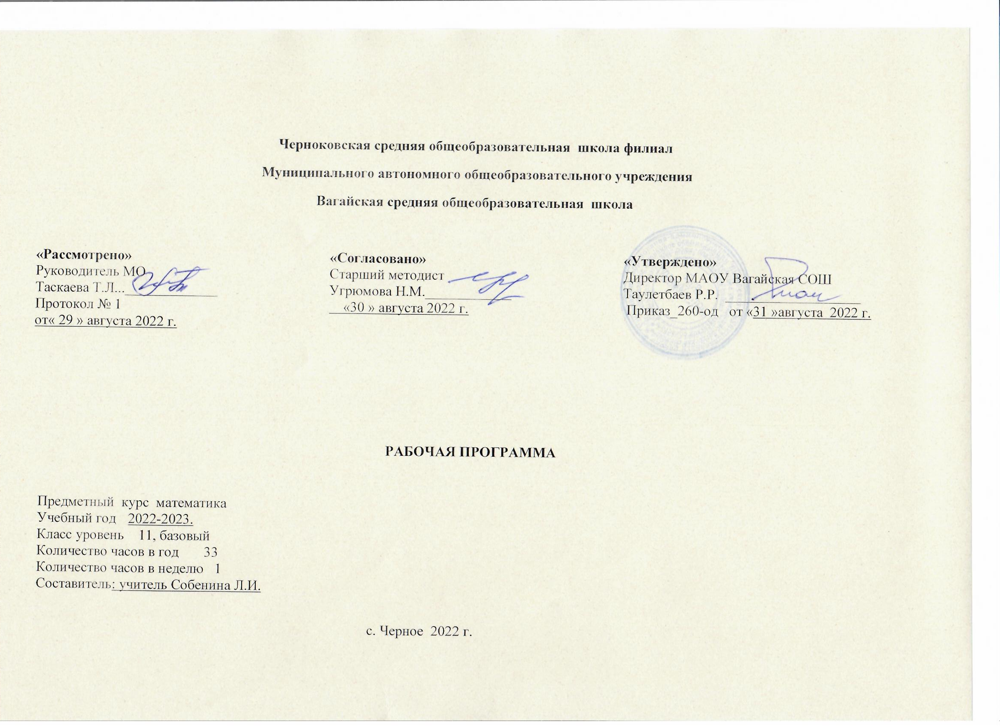 Черноковская средняя общеобразовательная школа филиал
Муниципального автономного общеобразовательного учреждения
Вагайская средняя общеобразовательная школа
«Рассмотрено»
Руководитель МО
Таскаева Т.Л...______________
Протокол № 1
от« 29 » августа 2022 г.
«Согласовано»
Старший методист
Угрюмова Н.М._____________
«30 » августа 2022 г.
«Утверждено»
Директор МАОУ Вагайская СОШ
Таулетбаев Р.Р. ____________________
Приказ_260-од от «31 »августа 2022 г.
РАБОЧАЯ ПРОГРАММА
Предметный курс математика
Учебный год 2022-2023.
Класс уровень 11, базовый
Количество часов в год 33
Количество часов в неделю 1
Составитель: учитель Собенина Л.И.
с. Черное 2022 г.